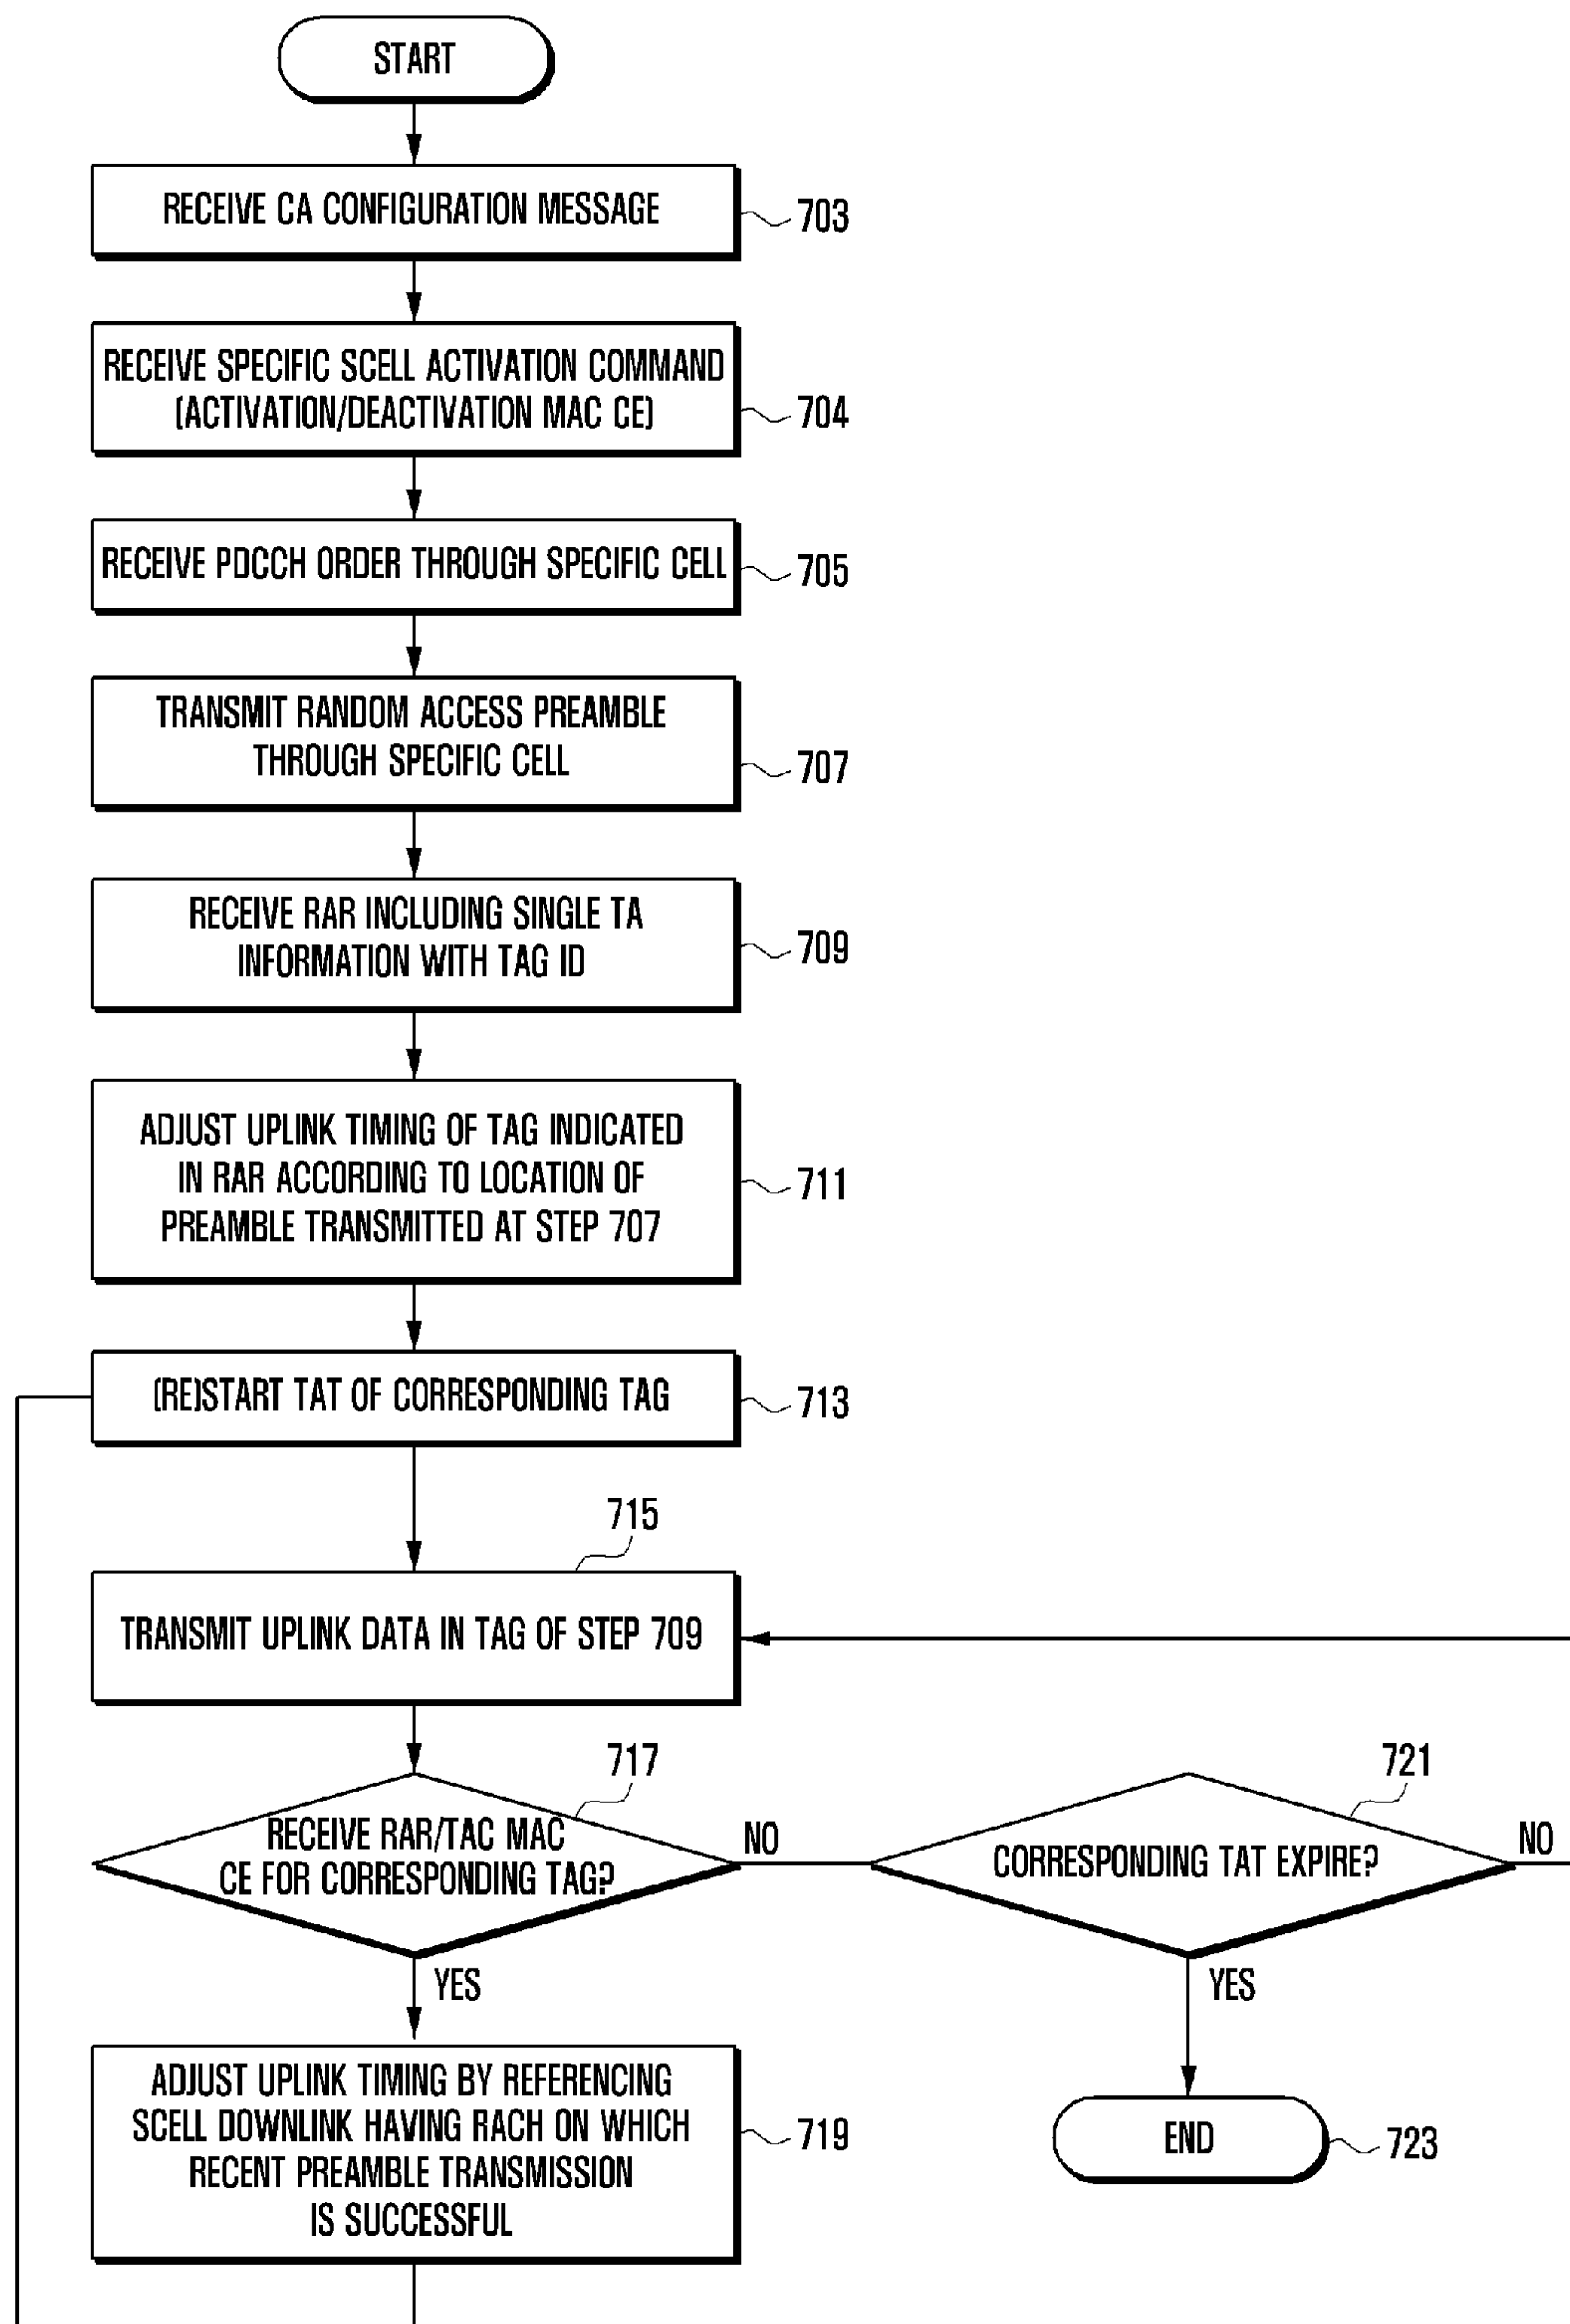 START
RECEIVE CA CONFIGURATION MESSAGE
703
RECEIVE SPECIFIC SCELL ACTIVATION COMMAND
(ACTIVATION/DEACTIVATION MAC CE)
704
RECEIVE PDCCH ORDER THROUGH SPECIFIC CELL
705
TRANSMIT RANDOM ACCESS PREAMBLE
THROUGH SPECIFIC CELL
707
RECEIVE RAR INCLUDING SINGLE TA
INFORMATION WITH TAG ID
709
ADJUST UPLINK TIMING OF TAG INDICATED
IN RAR ACCORDING TO LOCATION OF
PREAMBLE TRANSMITTED AT STEP 707
711
(RE)START TAT OF CORRESPONDING TAG
713
715
TRANSMIT UPLINK DATA IN TAG OF STEP 709
717
RECEIVE RAR/TAC MAC
CE FOR CORRESPONDING TAG?
NO
721
CORRESPONDING TAT EXPIRE?
NO
YES
YES
ADJUST UPLINK TIMING BY REFERENCING
SCELL DOWNLINK HAVING RACH ON WHICH
RECENT PREAMBLE TRANSMISSION
IS SUCCESSFUL
719
END
723